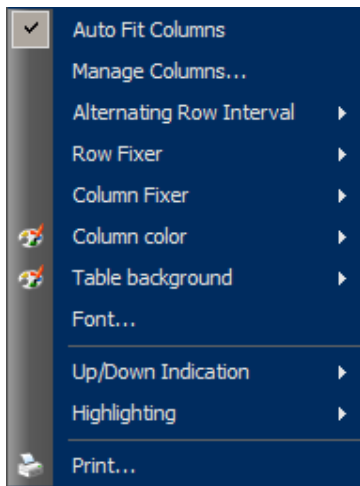 Auto Fit Columns
Manage Columns...
Alternating Row Interval
Row Fixer
Column Fixer
Column color
Table background
Font...
Up/Down Indication
Highlighting
Print...